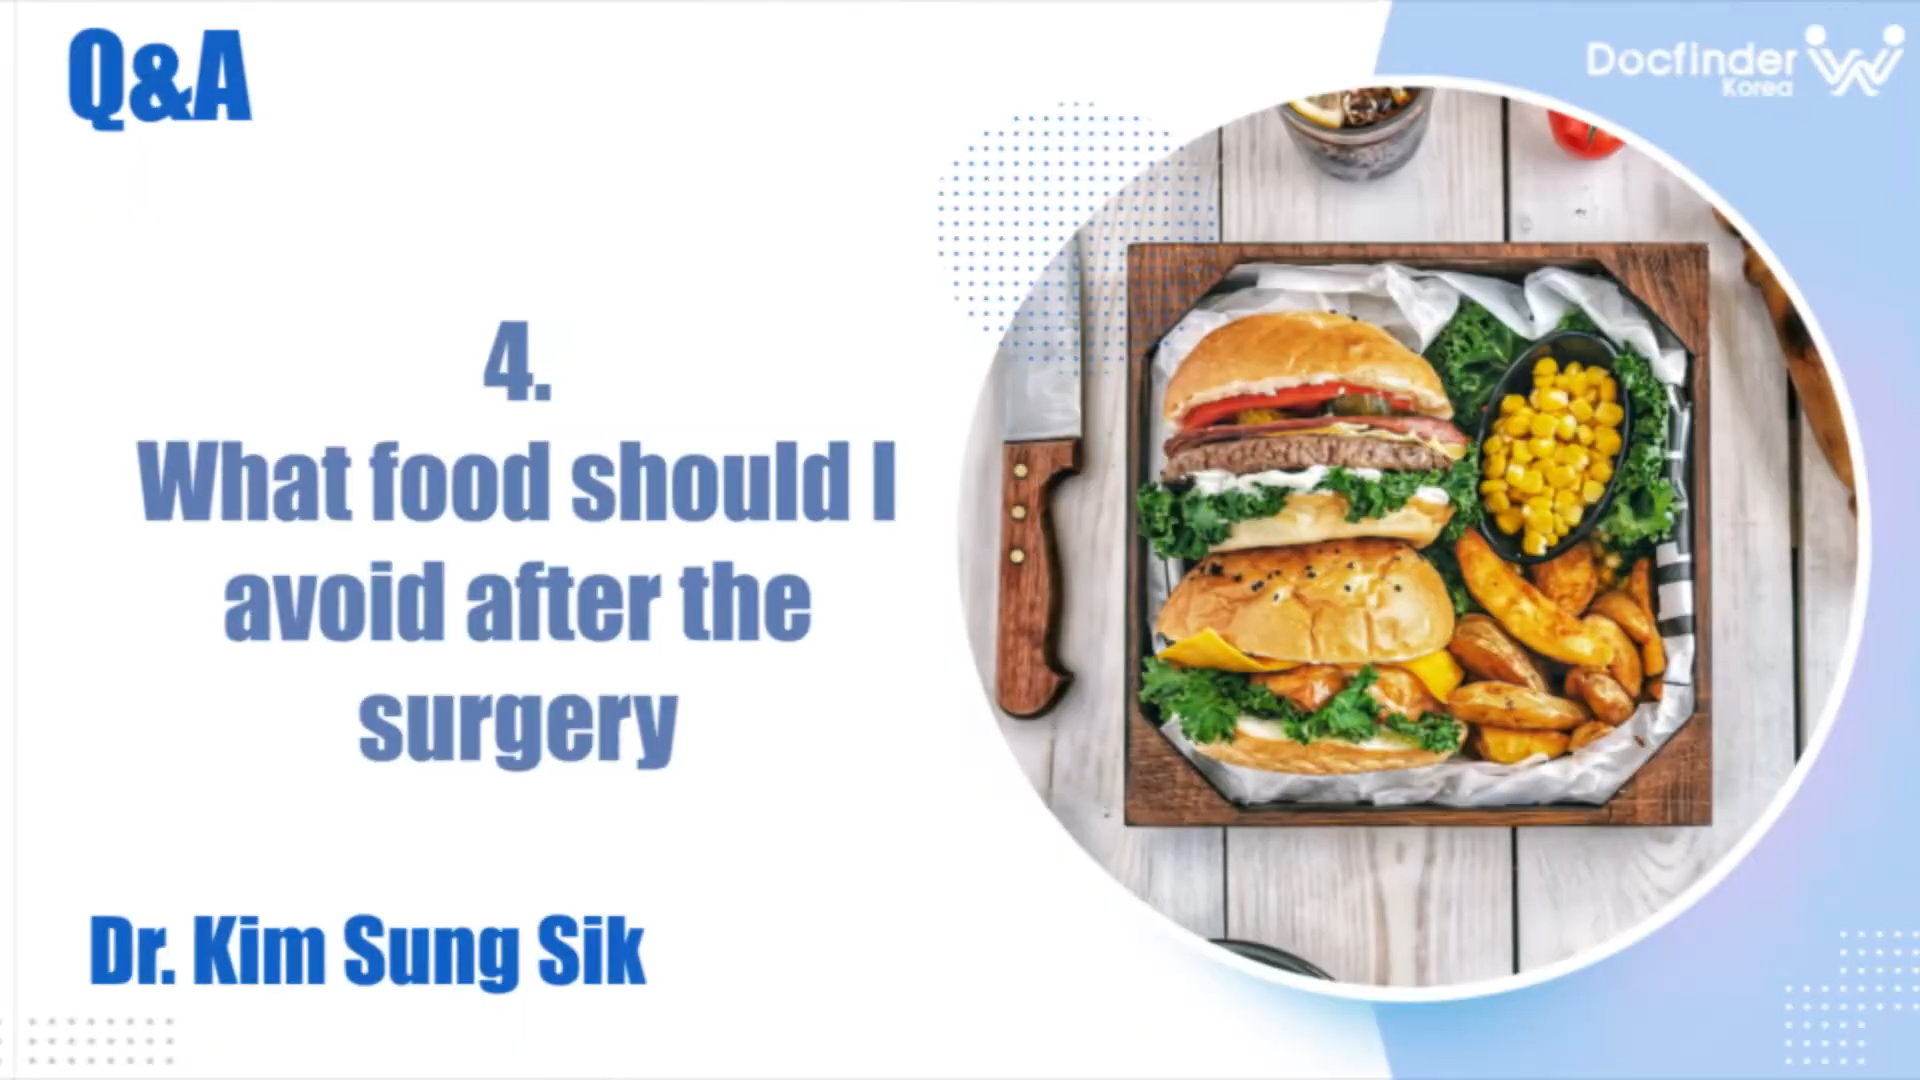 Q&A
Docfinder
Korea
4.
What food should I
avoid after the
surgery
Dr. Kim Sung Sik